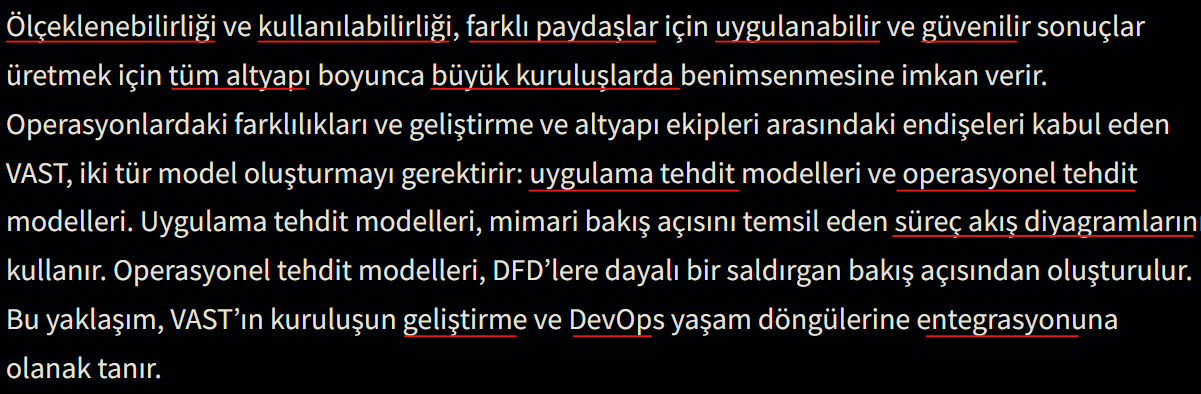 Ölçeklenebilirliği ve kullanılabilirliği, farklı paydaşlar için uygulanabilir ve güvenilir sonuçlar
üretmek için tüm altyapı boyunca büyük kuruluşlarda benimsenmesine imkan verir.
Operasyonlardaki farklılıkları ve geliştirme ve altyapı ekipleri arasındaki endişeleri kabul eden
VAST, iki tür model oluşturmayı gerektirir: uygulama tehdit modelleri ve operasyonel tehdit
modelleri. Uygulama tehdit modelleri, mimari bakış açısını temsil eden süreç akış diyagramlarını
kullanır. Operasyonel tehdit modelleri, DFD’lere dayalı bir saldırgan bakış açısından oluşturulur.
Bu yaklaşım, VAST’ın kuruluşun geliştirme ve DevOps yaşam döngülerine entegrasyonuna
olanak tanır.